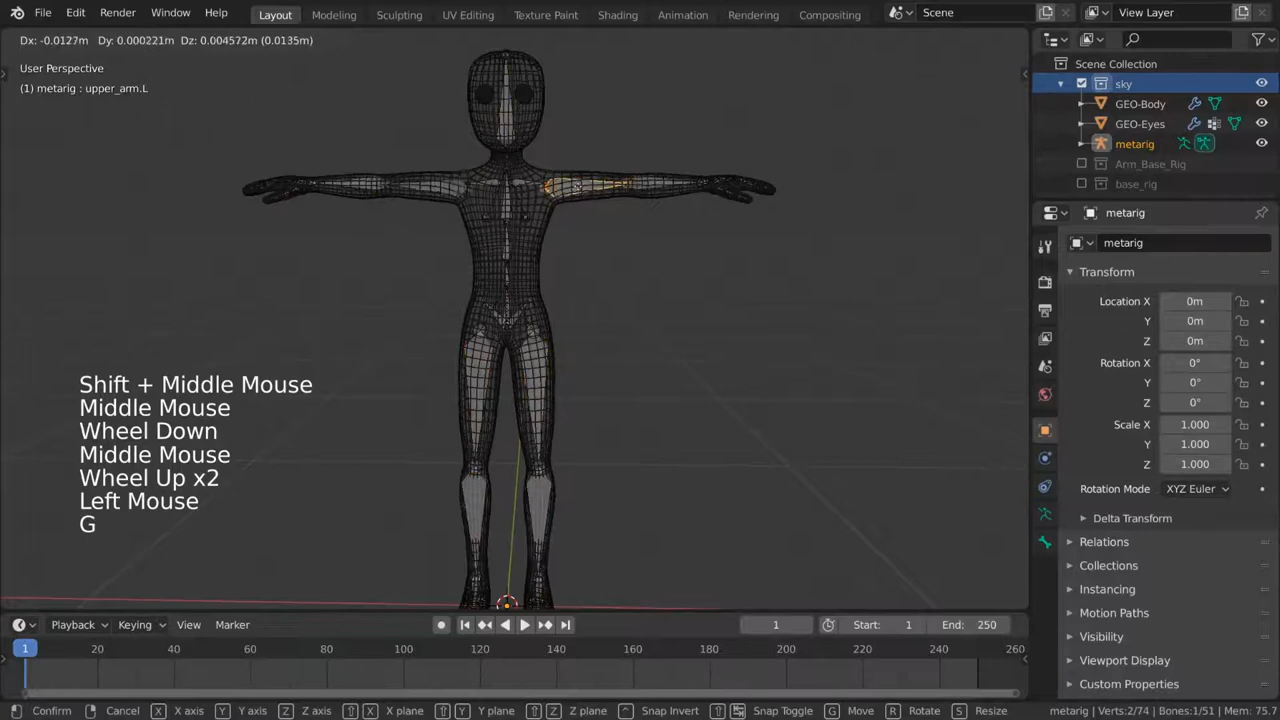 File Edit Render Window Help Layout Modeling Sculpting UV Editing Texture Paint Shading Animation Rendering Compositing Scene View Layer
Dx: -0.0127m Dy: 0.000221m Dz: 0.004572m (0.0135m)
User Perspective
(1) metarig : upper_arm.L
Shift + Middle Mouse
Middle Mouse
Wheel Down
Middle Mouse
Wheel Up x2
Left Mouse
G
Scene Collection
sky
GEO-Body
GEO-Eyes
metarig
Arm_Base_Rig
base_rig
metarig
metarig
Transform
Location X 0m
Y 0m
Z 0m
Rotation X 0°
Y 0°
Z 0°
Scale X 1.000
Y 1.000
Z 1.000
Rotation Mode XYZ Euler
Delta Transform
Relations
Collections
Instancing
Motion Paths
Visibility
Viewport Display
Custom Properties
Playback Keying View Marker 1 Start: 1 End: 250
1 20 40 60 80 100 120 140 160 180 200 220 240 260
Confirm Cancel X X axis Y Y axis Z Z axis X X plane Y Y plane Z Z plane ^ Snap Invert Snap Toggle G Move R Rotate S Resize metarig | Verts:2/74 | Bones:1/51 | Mem: 75.7